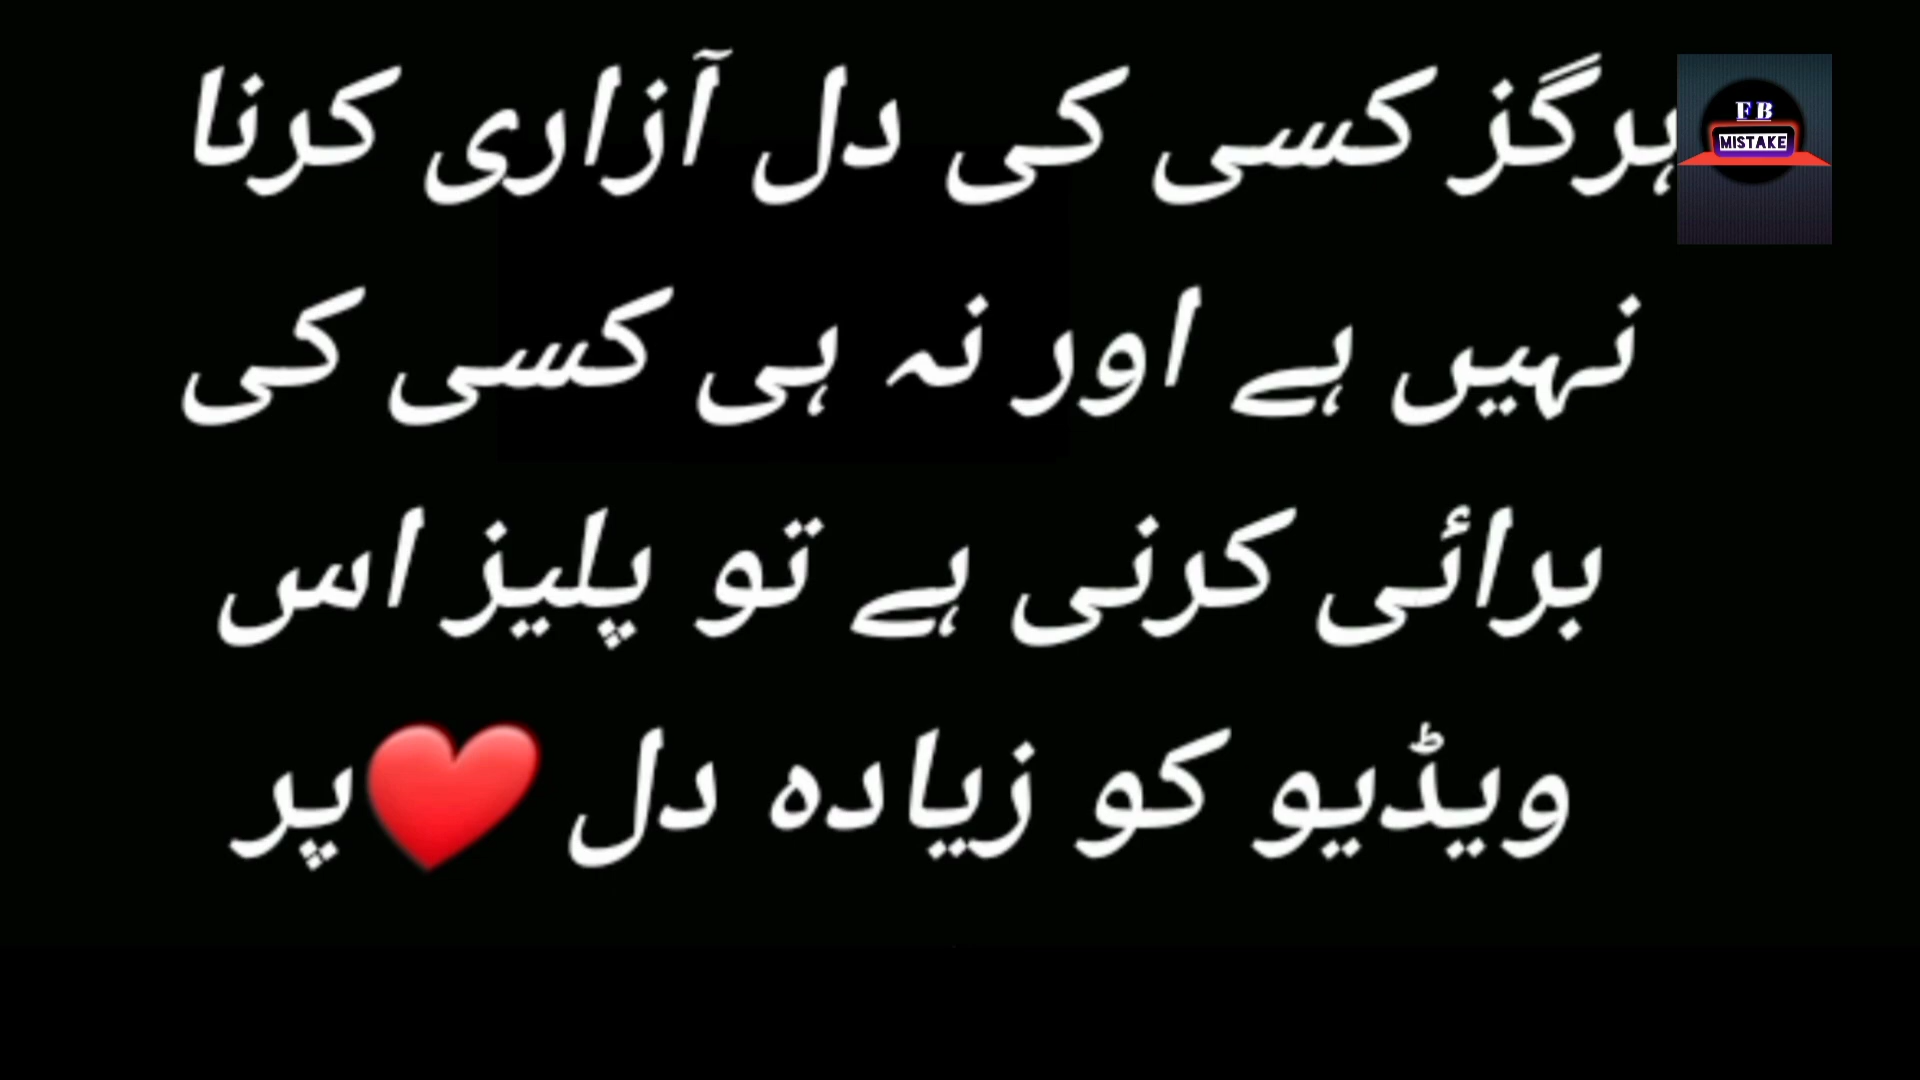 ہرگز کسی کی دل آزاری کرنا
نہیں ہے اور نہ ہی کسی کی
برائی کرنی ہے تو پلیز اس
ویڈیو کو زیادہ دل ❤️پر
FB
MISTAKE